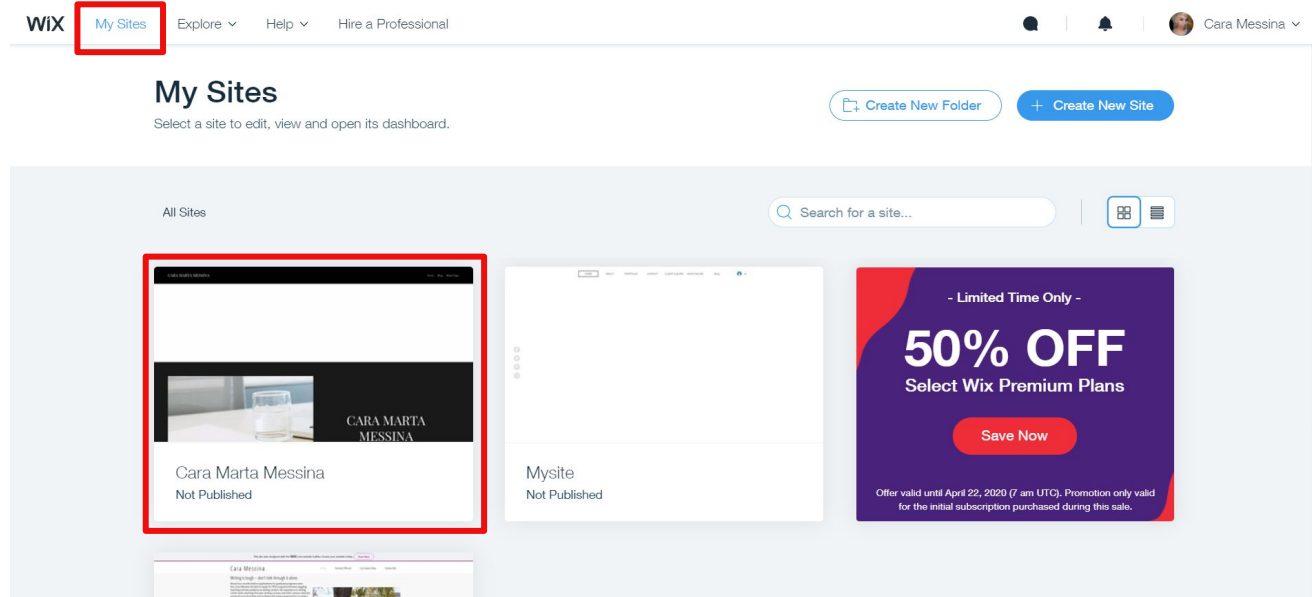 WiX My Sites Explore Help Hire a Professional Cara Messina
My Sites
Select a site to edit, view and open its dashboard.
Create New Folder
+ Create New Site
All Sites
Search for a site...
CARA MARTA MESSINA
CARA MARTA
MESSINA
Cara Marta Messina
Not Published
Mysite
Not Published
- Limited Time Only -
50% OFF
Select Wix Premium Plans
Save Now
Offer valid until April 22, 2020 (7 am UTC). Promotion only valid
for the initial subscription purchased during this sale.
Cara Messina